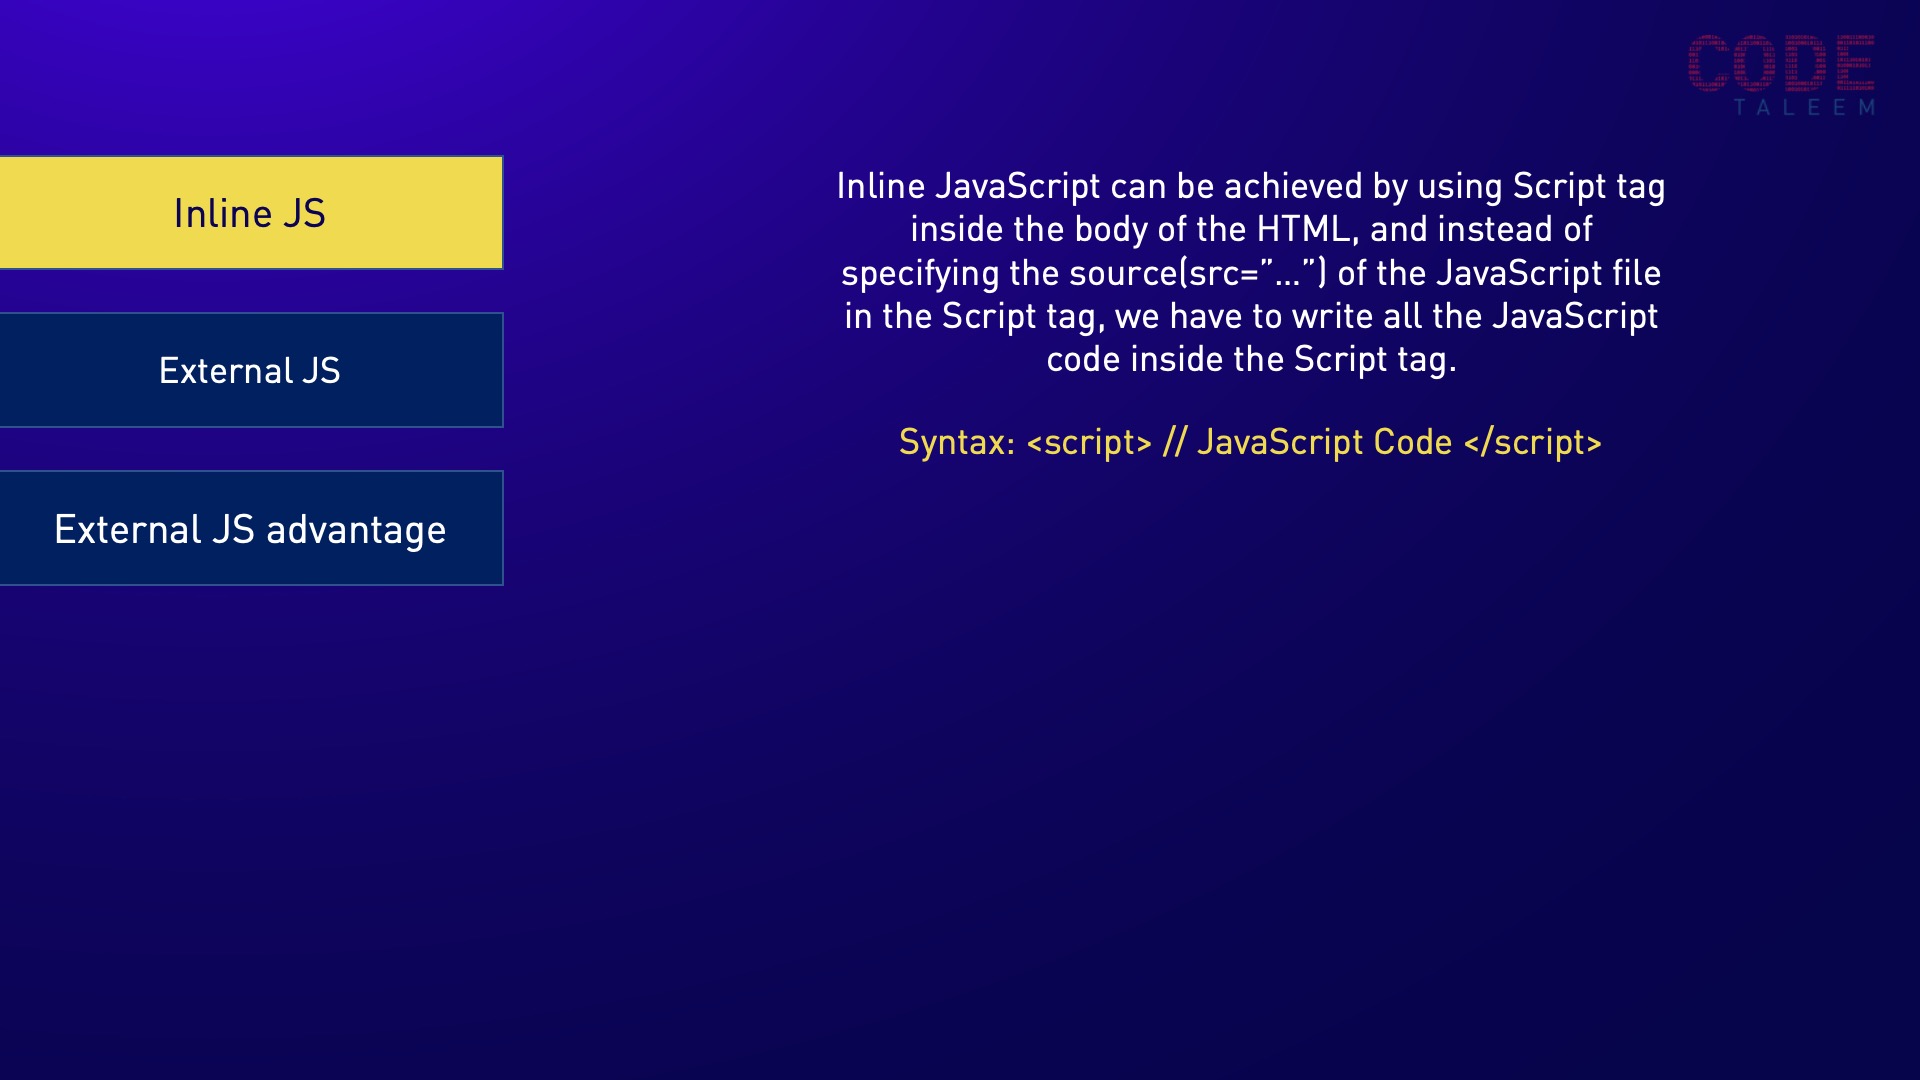 CODE
TALEEM
Inline JS
External JS
External JS advantage
Inline JavaScript can be achieved by using Script tag
inside the body of the HTML, and instead of
specifying the source(src=”...”) of the JavaScript file
in the Script tag, we have to write all the JavaScript
code inside the Script tag.
Syntax: <script> // JavaScript Code </script>